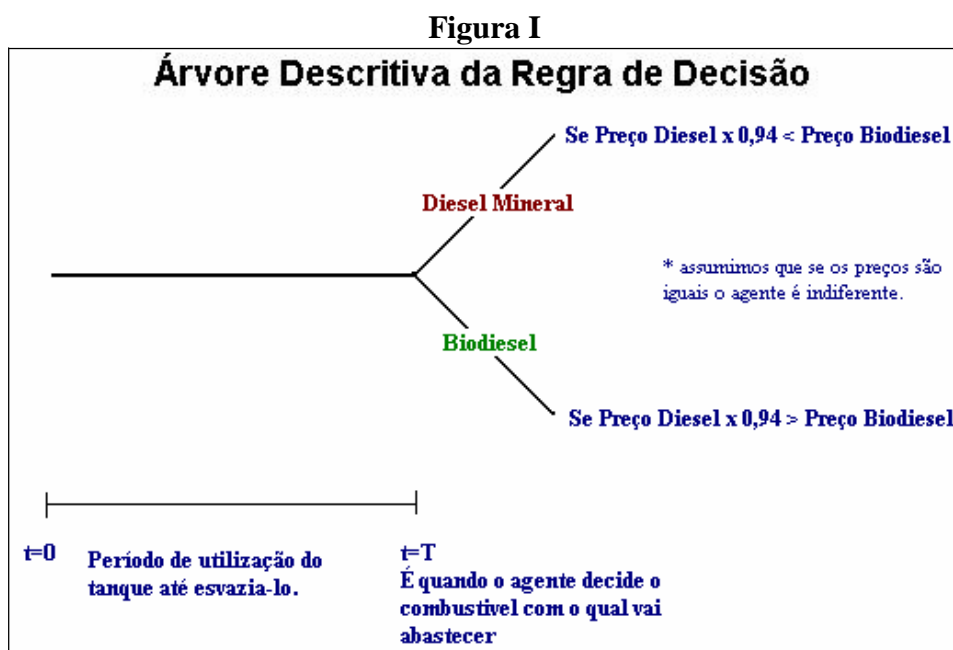 Figura I
Árvore Descritiva da Regra de Decisão
Se Preço Diesel x 0,94 < Preço Biodiesel
Diesel Mineral
* assumimos que se os preços são
iguais o agente é indiferente.
Biodiesel
Se Preço Diesel x 0,94 > Preço Biodiesel
t=0
Período de utilização do
tanque até esvazia-lo.
t=T
É quando o agente decide o
combustivel com o qual vai
abastecer